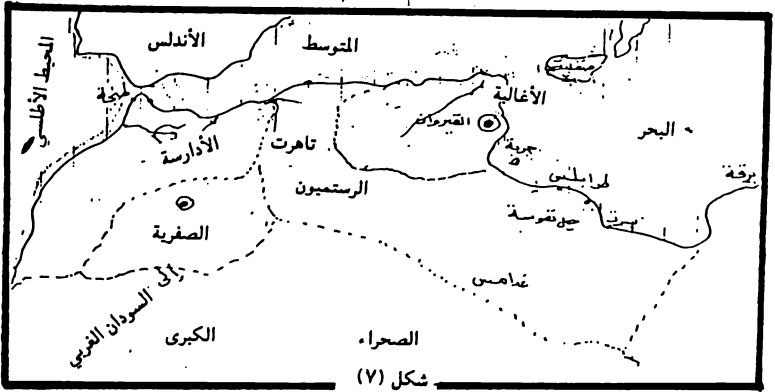 المحيط الأطلسي
الأندلس
المتوسط
صقلية
طنجة
الأغالبة
القيروان
البحر
الأدارسة
تاهرت
جربة
طرابلس
برقة
الرستميون
جبل نفوسة
سرت
الصفرية
غدامس
إلى السودان الغربي
الكبرى
الصحراء
شكل (٧)